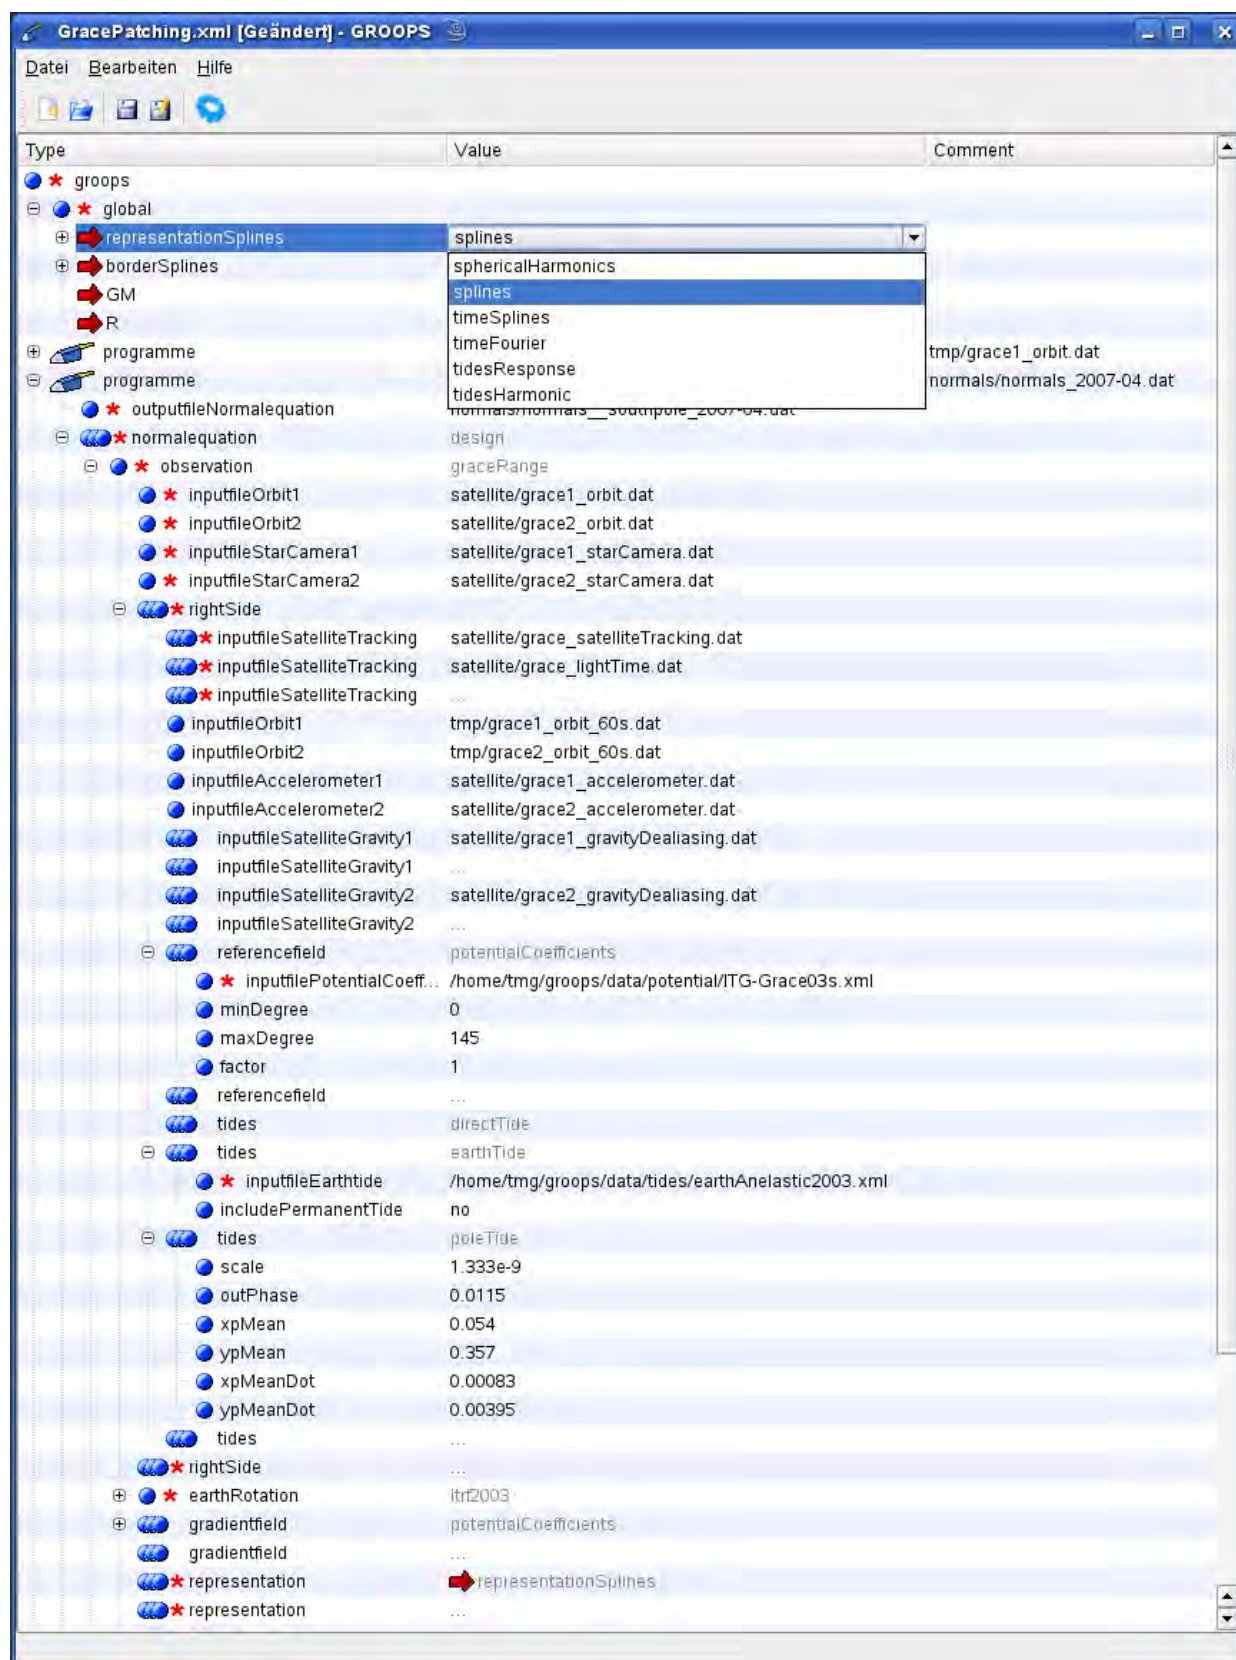 GracePatching.xml [Geändert] - GROOPS
Datei Bearbeiten Hilfe
Type Value Comment
groops
global
representationSplines splines
borderSplines sphericalHarmonics
GM splines
timeSplines
R timeFourier
programme tmp/grace1_orbit.dat
tidesResponse
programme normals/normals_2007-04.dat
tidesHarmonic
outputfileNormalequation normals/normals__southpole_2007-04.dat
normalequation design
observation graceRange
inputfileOrbit1 satellite/grace1_orbit.dat
inputfileOrbit2 satellite/grace2_orbit.dat
inputfileStarCamera1 satellite/grace1_starCamera.dat
inputfileStarCamera2 satellite/grace2_starCamera.dat
rightSide
inputfileSatelliteTracking satellite/grace_satelliteTracking.dat
inputfileSatelliteTracking satellite/grace_lightTime.dat
inputfileSatelliteTracking ...
inputfileOrbit1 tmp/grace1_orbit_60s.dat
inputfileOrbit2 tmp/grace2_orbit_60s.dat
inputfileAccelerometer1 satellite/grace1_accelerometer.dat
inputfileAccelerometer2 satellite/grace2_accelerometer.dat
inputfileSatelliteGravity1 satellite/grace1_gravityDealiasing.dat
inputfileSatelliteGravity1 ...
inputfileSatelliteGravity2 satellite/grace2_gravityDealiasing.dat
inputfileSatelliteGravity2 ...
referencefield potentialCoefficients
inputfilePotentialCoeff... /home/tmg/groops/data/potential/ITG-Grace03s.xml
minDegree 0
maxDegree 145
factor 1
referencefield ...
tides directTide
tides earthTide
inputfileEarthtide /home/tmg/groops/data/tides/earthAnelastic2003.xml
includePermanentTide no
tides poleTide
scale 1.333e-9
outPhase 0.0115
xpMean 0.054
ypMean 0.357
xpMeanDot 0.00083
ypMeanDot 0.00395
tides ...
rightSide ...
earthRotation itrf2003
gradientfield potentialCoefficients
gradientfield ...
representation representationSplines
representation ...